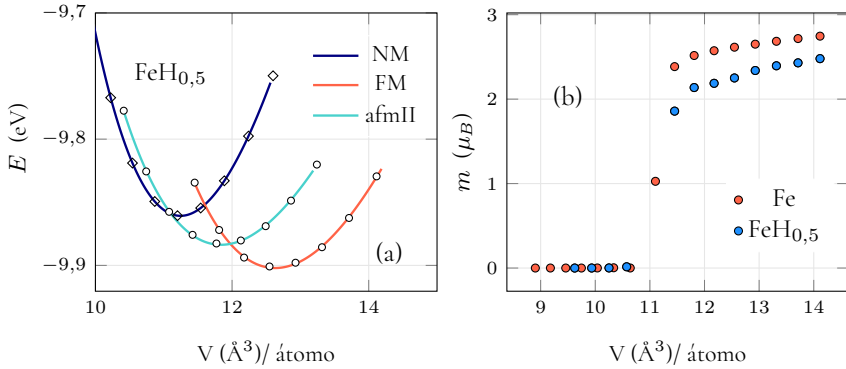 −9,7
−9,8
−9,9
E (eV)
FeH0,5
NM
FM
afmII
(a)
10
12
14
V (Å³)/ átomo
3
2
1
0
m (μB)
(b)
Fe
FeH0,5
9
10
11
12
13
14
V (Å³)/ átomo